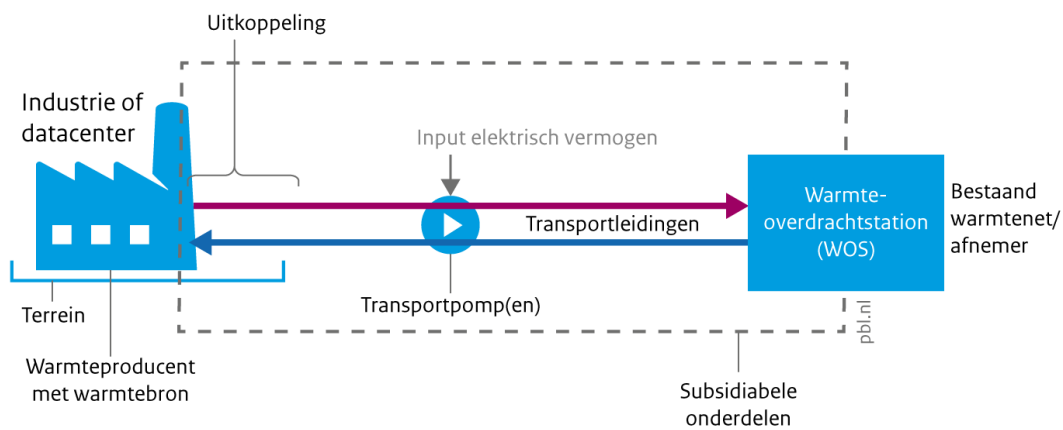 Uitkoppeling
Industrie of
datacenter
Input elektrisch vermogen
Transportleidingen
Warmte-
overdrachtstation
(WOS)
Bestaand
warmtenet/
afnemer
Terrein
Transportpomp(en)
pbl.nl
Warmteproducent
met warmtebron
Subsidiabele
onderdelen